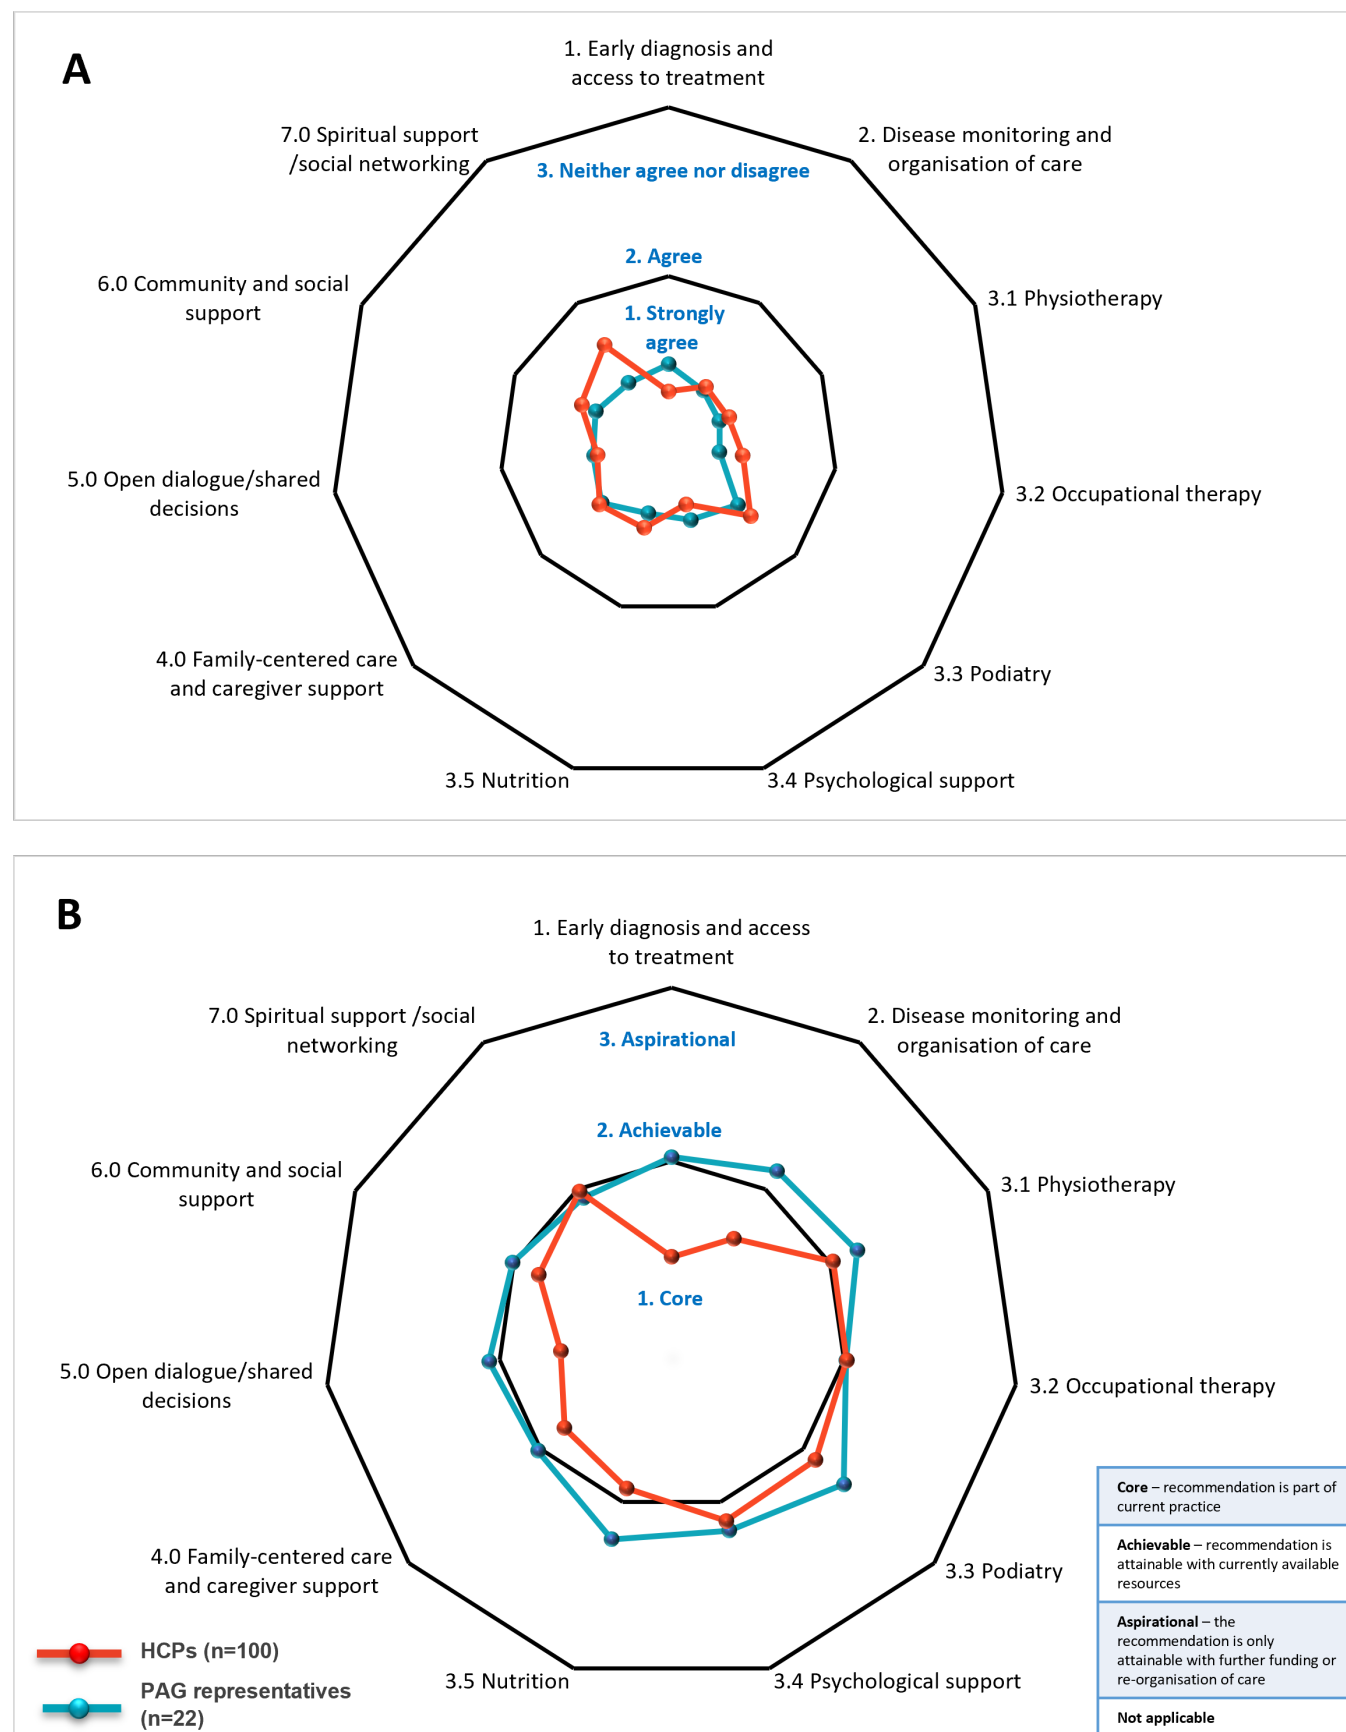 A
1. Early diagnosis and
access to treatment
7.0 Spiritual support
/social networking
2. Disease monitoring and
organisation of care
3. Neither agree nor disagree
2. Agree
1. Strongly
agree
6.0 Community and social
support
3.1 Physiotherapy
5.0 Open dialogue/shared
decisions
3.2 Occupational therapy
4.0 Family-centered care
and caregiver support
3.3 Podiatry
3.5 Nutrition
3.4 Psychological support
B
1. Early diagnosis and access
to treatment
7.0 Spiritual support /social
networking
2. Disease monitoring and
organisation of care
3. Aspirational
2. Achievable
1. Core
6.0 Community and social
support
3.1 Physiotherapy
5.0 Open dialogue/shared
decisions
3.2 Occupational therapy
4.0 Family-centered care
and caregiver support
3.3 Podiatry
3.5 Nutrition
3.4 Psychological support
HCPs (n=100)
PAG representatives
(n=22)
Core – recommendation is part of
current practice
Achievable – recommendation is
attainable with currently available
resources
Aspirational – the
recommendation is only
attainable with further funding or
re-organisation of care
Not applicable